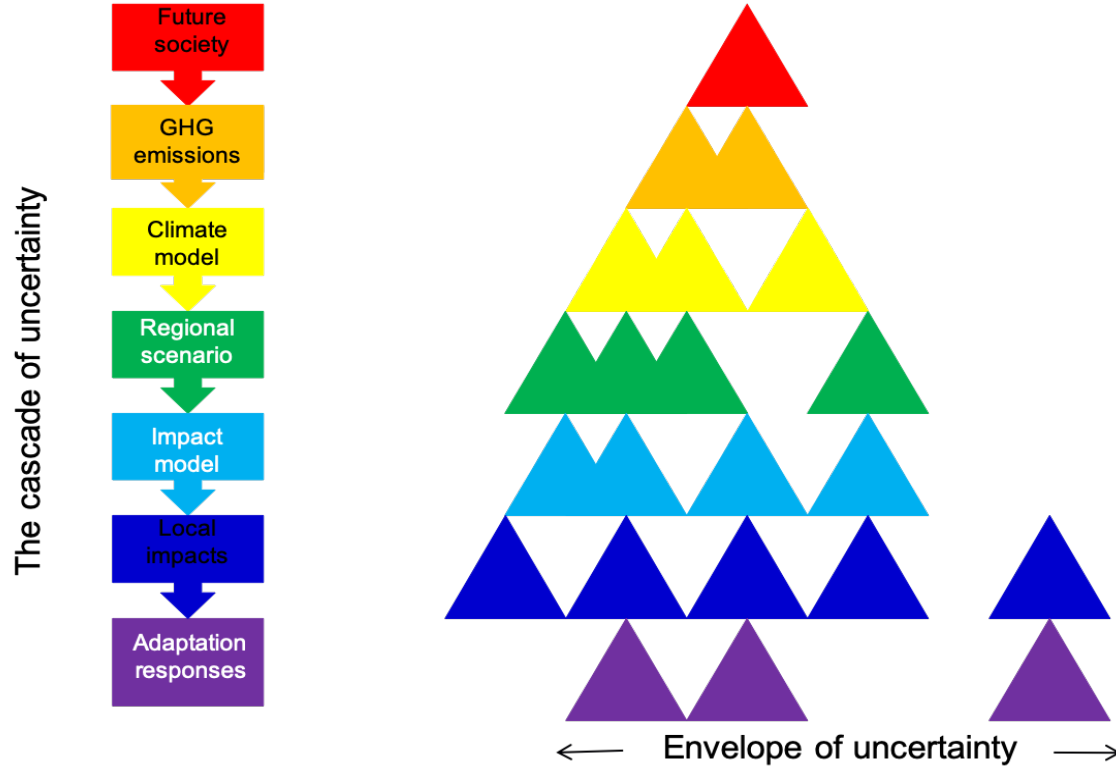 The cascade of uncertainty
Future
society
GHG
emissions
Climate
model
Regional
scenario
Impact
model
Local
impacts
Adaptation
responses
Envelope of uncertainty